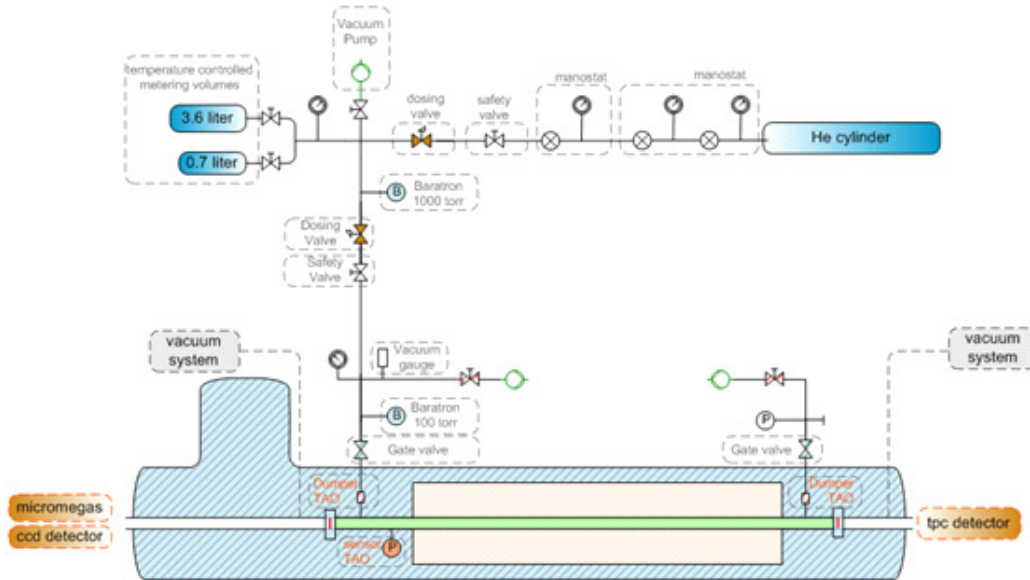 Vacuum
Pump
temperature controlled
metering volumes
3.6 liter
0.7 liter
dosing
valve
safety
valve
manostat
manostat
He cylinder
B
Baratron
1000 torr
Dosing
Valve
Safety
Valve
vacuum
system
vacuum
system
Vacuum
gauge
B
Baratron
100 torr
P
Gate valve
Gate valve
Dumper
TAO
Dumper
TAO
micromegas
ccd detector
tpc detector
sensor
TAO
P